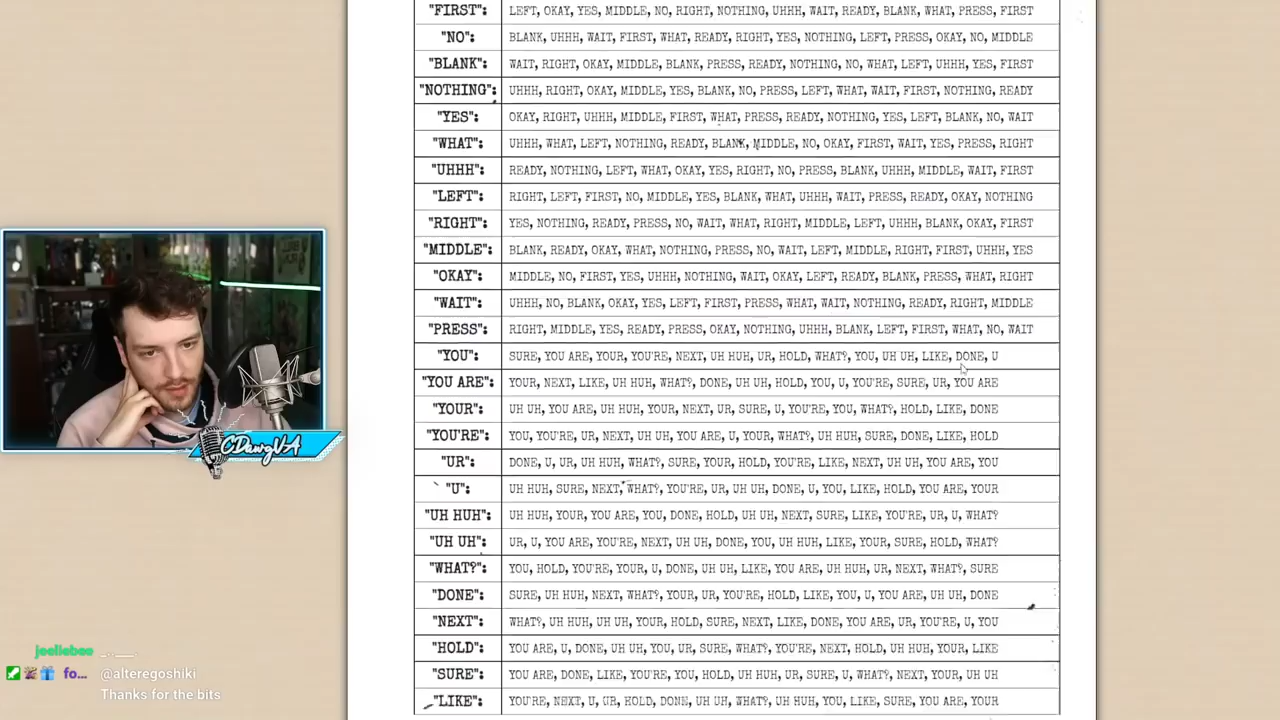 "FIRST": LEFT, OKAY, YES, MIDDLE, NO, RIGHT, NOTHING, UHHH, WAIT, READY, BLANK, WHAT, PRESS, FIRST
"NO": BLANK, UHHH, WAIT, FIRST, WHAT, READY, RIGHT, YES, NOTHING, LEFT, PRESS, OKAY, NO, MIDDLE
"BLANK": WAIT, RIGHT, OKAY, MIDDLE, BLANK, PRESS, READY, NOTHING, NO, WHAT, LEFT, UHHH, YES, FIRST
"NOTHING": UHHH, RIGHT, OKAY, MIDDLE, YES, BLANK, NO, PRESS, LEFT, WHAT, WAIT, FIRST, NOTHING, READY
"YES": OKAY, RIGHT, UHHH, MIDDLE, FIRST, WHAT, PRESS, READY, NOTHING, YES, LEFT, BLANK, NO, WAIT
"WHAT": UHHH, WHAT, LEFT, NOTHING, READY, BLANK, MIDDLE, NO, OKAY, FIRST, WAIT, YES, PRESS, RIGHT
"UHHH": READY, NOTHING, LEFT, WHAT, OKAY, YES, RIGHT, NO, PRESS, BLANK, UHHH, MIDDLE, WAIT, FIRST
"LEFT": RIGHT, LEFT, FIRST, NO, MIDDLE, YES, BLANK, WHAT, UHHH, WAIT, PRESS, READY, OKAY, NOTHING
"RIGHT": YES, NOTHING, READY, PRESS, NO, WAIT, WHAT, RIGHT, MIDDLE, LEFT, UHHH, BLANK, OKAY, FIRST
"MIDDLE": BLANK, READY, OKAY, WHAT, NOTHING, PRESS, NO, WAIT, LEFT, MIDDLE, RIGHT, FIRST, UHHH, YES
"OKAY": MIDDLE, NO, FIRST, YES, UHHH, NOTHING, WAIT, OKAY, LEFT, READY, BLANK, PRESS, WHAT, RIGHT
"WAIT": UHHH, NO, BLANK, OKAY, YES, LEFT, FIRST, PRESS, WHAT, WAIT, NOTHING, READY, RIGHT, MIDDLE
"PRESS": RIGHT, MIDDLE, YES, READY, PRESS, OKAY, NOTHING, UHHH, BLANK, LEFT, FIRST, WHAT, NO, WAIT
"YOU": SURE, YOU ARE, YOUR, YOU'RE, NEXT, UH HUH, UR, HOLD, WHAT?, YOU, UH UH, LIKE, DONE, U
"YOU ARE": YOUR, NEXT, LIKE, UH HUH, WHAT?, DONE, UH UH, HOLD, YOU, U, YOU'RE, SURE, UR, YOU ARE
"YOUR": UH UH, YOU ARE, UH HUH, YOUR, NEXT, UR, SURE, U, YOU'RE, YOU, WHAT?, HOLD, LIKE, DONE
"YOU'RE": YOU, YOU'RE, UR, NEXT, UH UH, YOU ARE, U, YOUR, WHAT?, UH HUH, SURE, DONE, LIKE, HOLD
"UR": DONE, U, UR, UH HUH, WHAT?, SURE, YOUR, HOLD, YOU'RE, LIKE, NEXT, UH UH, YOU ARE, YOU
"U": UH HUH, SURE, NEXT, WHAT?, YOU'RE, UR, UH UH, DONE, U, YOU, LIKE, HOLD, YOU ARE, YOUR
"UH HUH": UH HUH, YOUR, YOU ARE, YOU, DONE, HOLD, UH UH, NEXT, SURE, LIKE, YOU'RE, UR, U, WHAT?
"UH UH": UR, U, YOU ARE, YOU'RE, NEXT, UH UH, DONE, YOU, UH HUH, LIKE, YOUR, SURE, HOLD, WHAT?
"WHAT?": YOU, HOLD, YOU'RE, YOUR, U, DONE, UH UH, LIKE, YOU ARE, UH HUH, UR, NEXT, WHAT?, SURE
"DONE": SURE, UH HUH, NEXT, WHAT?, YOUR, UR, YOU'RE, HOLD, LIKE, YOU, U, YOU ARE, UH UH, DONE
"NEXT": WHAT?, UH HUH, UH UH, YOUR, HOLD, SURE, NEXT, LIKE, DONE, YOU ARE, UR, YOU'RE, U, YOU
"HOLD": YOU ARE, U, DONE, UH UH, YOU, UR, SURE, WHAT?, YOU'RE, NEXT, HOLD, UH HUH, YOUR, LIKE
"SURE": YOU ARE, DONE, LIKE, YOU'RE, YOU, HOLD, UH HUH, UR, SURE, U, WHAT?, NEXT, YOUR, UH UH
"LIKE": YOU'RE, NEXT, U, UR, HOLD, DONE, UH UH, WHAT?, UH HUH, YOU, LIKE, SURE, YOU ARE, YOUR
CDawgVA
joeliebee _.._____
fo... @alteregoshiki
Thanks for the bits